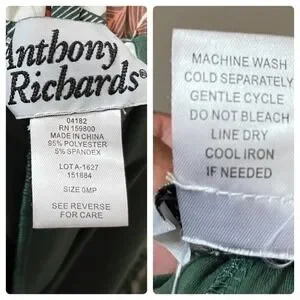 Anthony
Richards®
04182
RN 159800
MADE IN CHINA
95% POLYESTER
5% SPANDEX
LOT A-1627
151884
SIZE 0MP
SEE REVERSE
FOR CARE
MACHINE WASH
COLD SEPARATELY
GENTLE CYCLE
DO NOT BLEACH
LINE DRY
COOL IRON
IF NEEDED